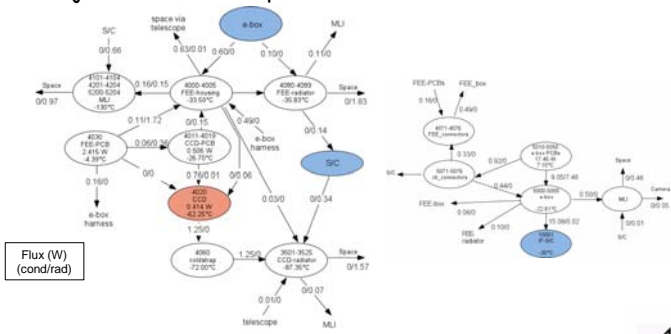 space via
telescope
e-box
MLI
S/C
0/0.66
0.63/0.01
0.60/0
0.10/0
0/0.11
Space
0/0.97
4101-4104
4201-4204
5200-5204
MLI
-130°C
0.16/0.15
4000-4005
FEE-housing
-33.59°C
4080-4089
FEE-radiator
-35.93°C
Space
0/1.83
0.11/1.72
0/0.15
0.49/0
e-box
harness
0/0.14
4030
FEE-PCB
2.415 W
-4.39°C
0.06/0.36
4011-4019
CCD-PCB
0.506 W
-26.70°C
S/C
0.16/0
0/0
0.76/0.01
0/0.06
e-box
harness
4020
CCD
0.414 W
-62.26°C
0.03/0
0/0.34
1.25/0
Flux (W)
(cond/rad)
4060
coldstrap
-72.00°C
1.25/0
3501-3525
CCD-radiator
-87.36°C
Space
0/1.57
0.01/0
0/0.07
telescope
MLI
FEE-PCBs
FEE_box
0.16/0
0.49/0
4071-4076
FEE_connectors
0.33/0
5010-5060
e-box PCBs
17.45 W
7.10°C
0.92/0
5071-5076
ok_connectors
S/C
0.44/0
9.05/7.48
Space
0/0.46
5000-5005
e-box
-22.61°C
0.50/0
MLI
Camera
0/0.05
FEE-box
0.06/0
0/0.01
S/C
0.10/0
FEE-
radiator
15.09/0.02
10001
IF-S/C
-30°C